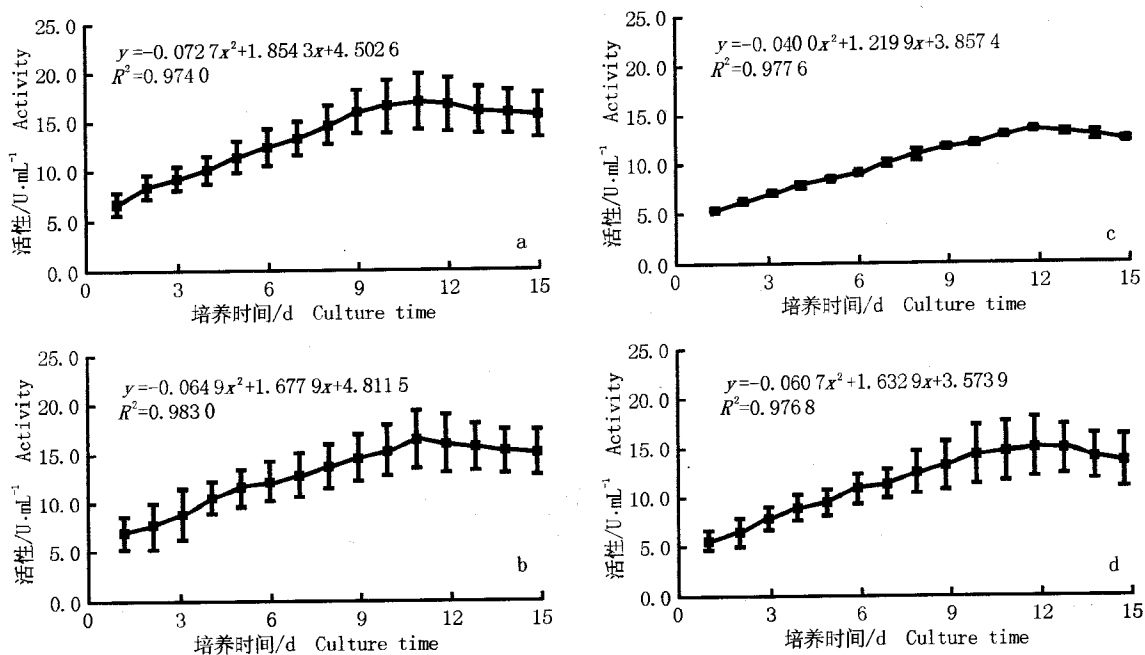 活性/U·mL⁻¹ Activity
25.0
20.0
15.0
10.0
5.0
0.0
y=-0.0727x²+1.8543x+4.5026
R²=0.9740
a
0 3 6 9 12 15
培养时间/d Culture time
活性/U·mL⁻¹ Activity
25.0
20.0
15.0
10.0
5.0
0.0
y=-0.0400x²+1.2199x+3.8574
R²=0.9776
c
0 3 6 9 12 15
培养时间/d Culture time
活性/U·mL⁻¹ Activity
25.0
20.0
15.0
10.0
5.0
0.0
y=-0.0649x²+1.6779x+4.8115
R²=0.9830
b
0 3 6 9 12 15
培养时间/d Culture time
活性/U·mL⁻¹ Activity
25.0
20.0
15.0
10.0
5.0
0.0
y=-0.0607x²+1.6329x+3.5739
R²=0.9768
d
0 3 6 9 12 15
培养时间/d Culture time